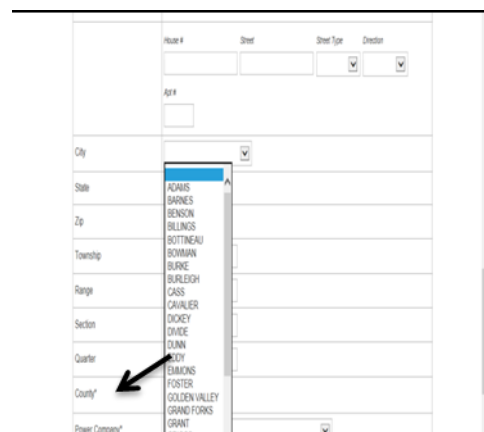 House # Street Street Type Direction
Apt #
City
State
ADAMS
BARNES
Zip
BENSON
BILLINGS
BOTTINEAU
Township
BOWMAN
BURKE
BURLEIGH
Range
CASS
CAVALIER
Section
DICKEY
DIVIDE
DUNN
Quarter
EDDY
EMMONS
FOSTER
County*
GOLDEN VALLEY
GRAND FORKS
GRANT
Power Company*